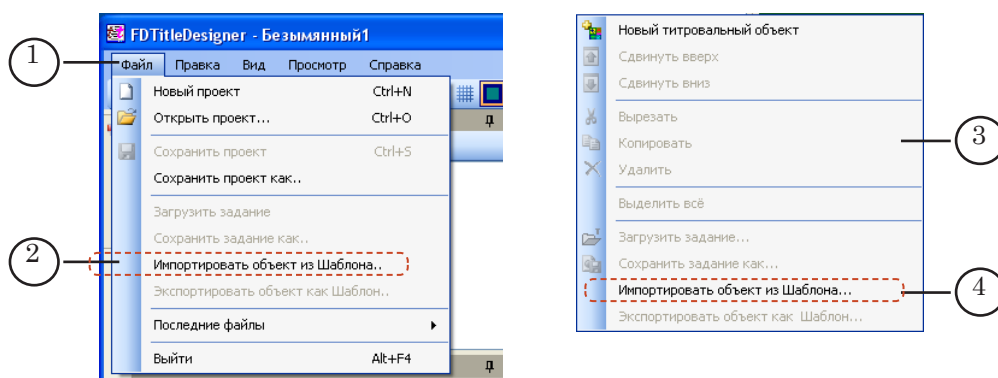 FDTitleDesigner - Безымянный1
1
Файл Правка Вид Просмотр Справка
Новый проект Ctrl+N
Открыть проект... Ctrl+O
Сохранить проект Ctrl+S
Сохранить проект как..
Загрузить задание
Сохранить задание как..
2
Импортировать объект из Шаблона..
Экспортировать объект как Шаблон..
Последние файлы
Выйти Alt+F4
Новый титровальный объект
Сдвинуть вверх
Сдвинуть вниз
Вырезать
Копировать
3
Удалить
Выделить всё
Загрузить задание...
Сохранить задание как...
Импортировать объект из Шаблона...
4
Экспортировать объект как Шаблон...